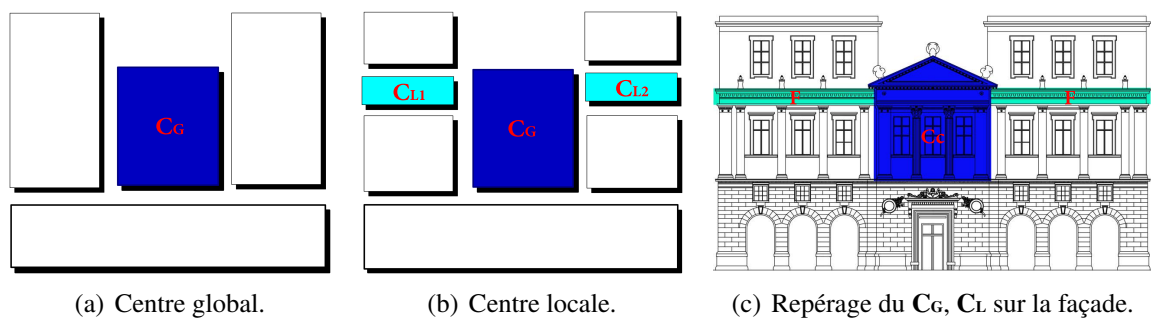 CG
CL1
CG
CL2
F
F
Cc
(a) Centre global.
(b) Centre locale.
(c) Repérage du CG, CL sur la façade.